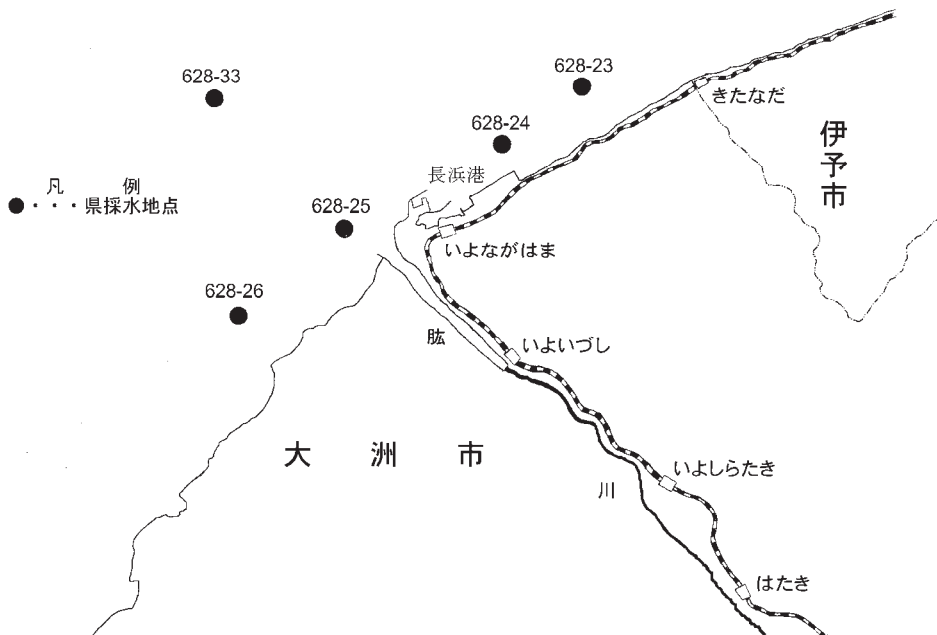 628-33
628-23
きたなだ
628-24
伊予市
長浜港
凡例
●・・・県採水地点
628-25
いよながはま
628-26
肱川
いよいづし
大洲市
いよしらたき
はたき